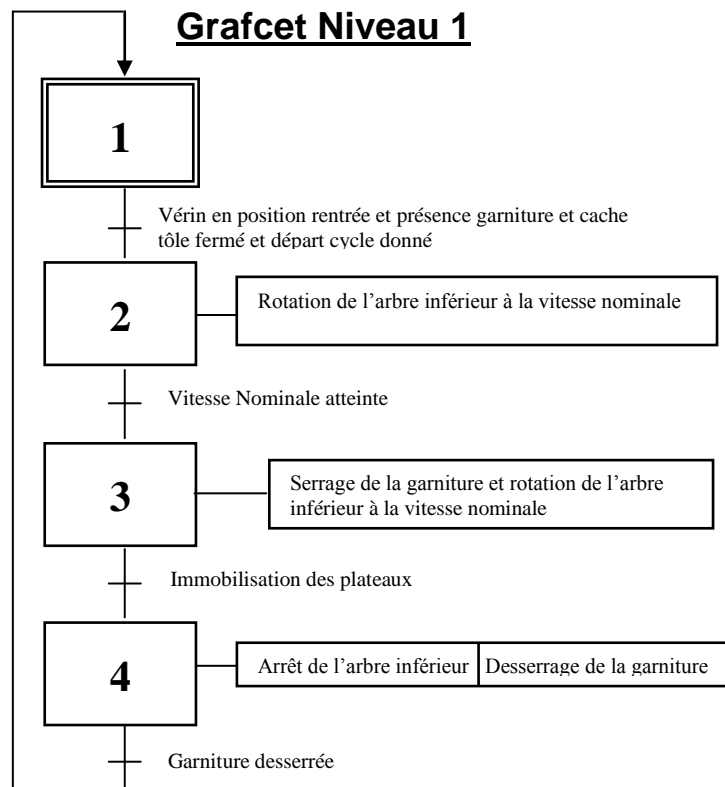 Grafcet Niveau 1
1
Vérin en position rentrée et présence garniture et cache
tôle fermé et départ cycle donné
2
Rotation de l’arbre inférieur à la vitesse nominale
Vitesse Nominale atteinte
3
Serrage de la garniture et rotation de l’arbre
inférieur à la vitesse nominale
Immobilisation des plateaux
4
Arrêt de l’arbre inférieur
Desserrage de la garniture
Garniture desserrée